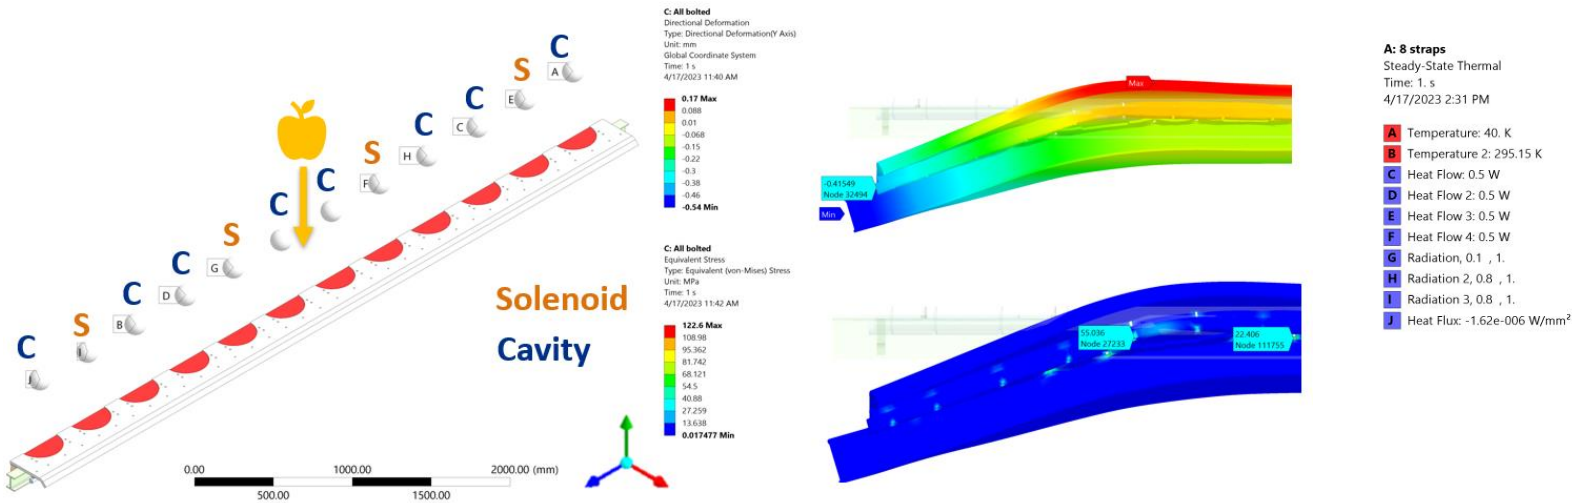 C
A
S
E
C
C
C
H
S
F
C
C
S
G
C
D
C
B
S
I
C
J
Solenoid
Cavity
0.00
1000.00
2000.00 (mm)
500.00
1500.00
C: All bolted
Directional Deformation
Type: Directional Deformation(Y Axis)
Unit: mm
Global Coordinate System
Time: 1 s
4/17/2023 11:40 AM
0.17 Max
0.088
0.01
-0.068
-0.15
-0.22
-0.3
-0.38
-0.46
-0.54 Min
C: All bolted
Equivalent Stress
Type: Equivalent (von-Mises) Stress
Unit: MPa
Time: 1 s
4/17/2023 11:42 AM
122.6 Max
108.98
95.362
81.742
68.121
54.5
40.88
27.259
13.638
0.017477 Min
Max
-0.41549
Node 32494
Min
55.036
Node 27233
22.406
Node 111755
A: 8 straps
Steady-State Thermal
Time: 1. s
4/17/2023 2:31 PM
A Temperature: 40. K
B Temperature 2: 295.15 K
C Heat Flow: 0.5 W
D Heat Flow 2: 0.5 W
E Heat Flow 3: 0.5 W
F Heat Flow 4: 0.5 W
G Radiation, 0.1 , 1.
H Radiation 2, 0.8 , 1.
I Radiation 3, 0.8 , 1.
J Heat Flux: -1.62e-006 W/mm²